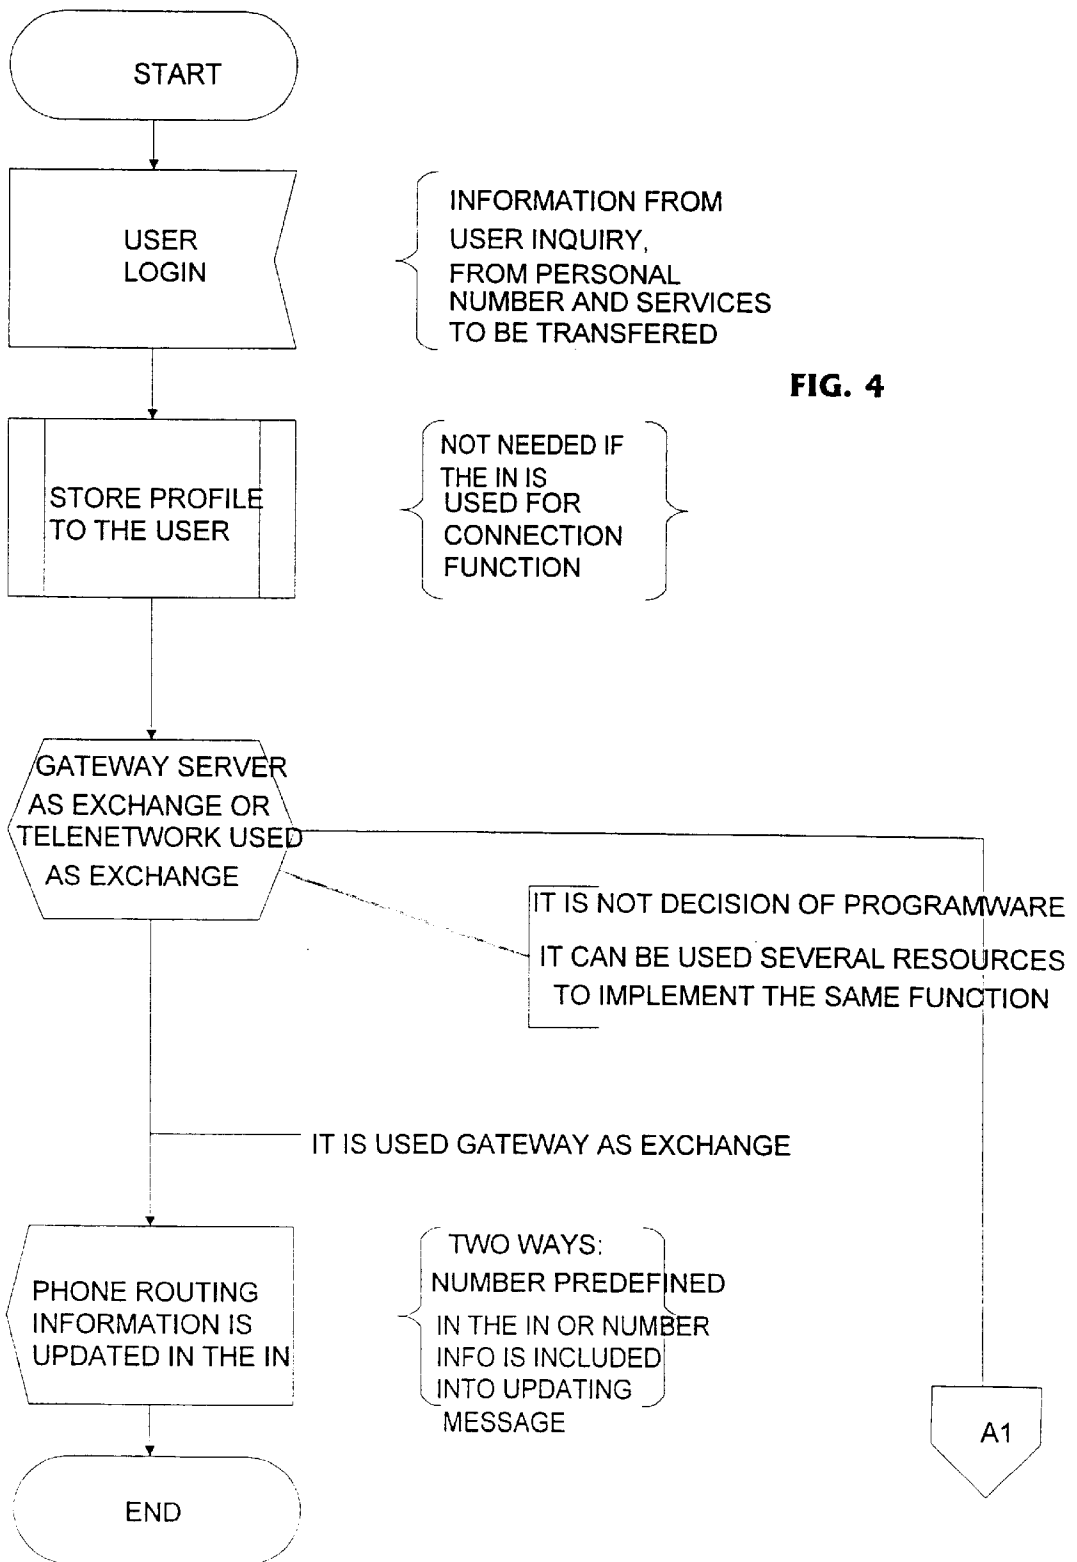 START
USER
LOGIN
INFORMATION FROM
USER INQUIRY,
FROM PERSONAL
NUMBER AND SERVICES
TO BE TRANSFERED
FIG. 4
STORE PROFILE
TO THE USER
NOT NEEDED IF
THE IN IS
USED FOR
CONNECTION
FUNCTION
GATEWAY SERVER
AS EXCHANGE OR
TELENETWORK USED
AS EXCHANGE
IT IS NOT DECISION OF PROGRAMWARE
IT CAN BE USED SEVERAL RESOURCES
TO IMPLEMENT THE SAME FUNCTION
IT IS USED GATEWAY AS EXCHANGE
PHONE ROUTING
INFORMATION IS
UPDATED IN THE IN
TWO WAYS:
NUMBER PREDEFINED
IN THE IN OR NUMBER
INFO IS INCLUDED
INTO UPDATING
MESSAGE
A1
END